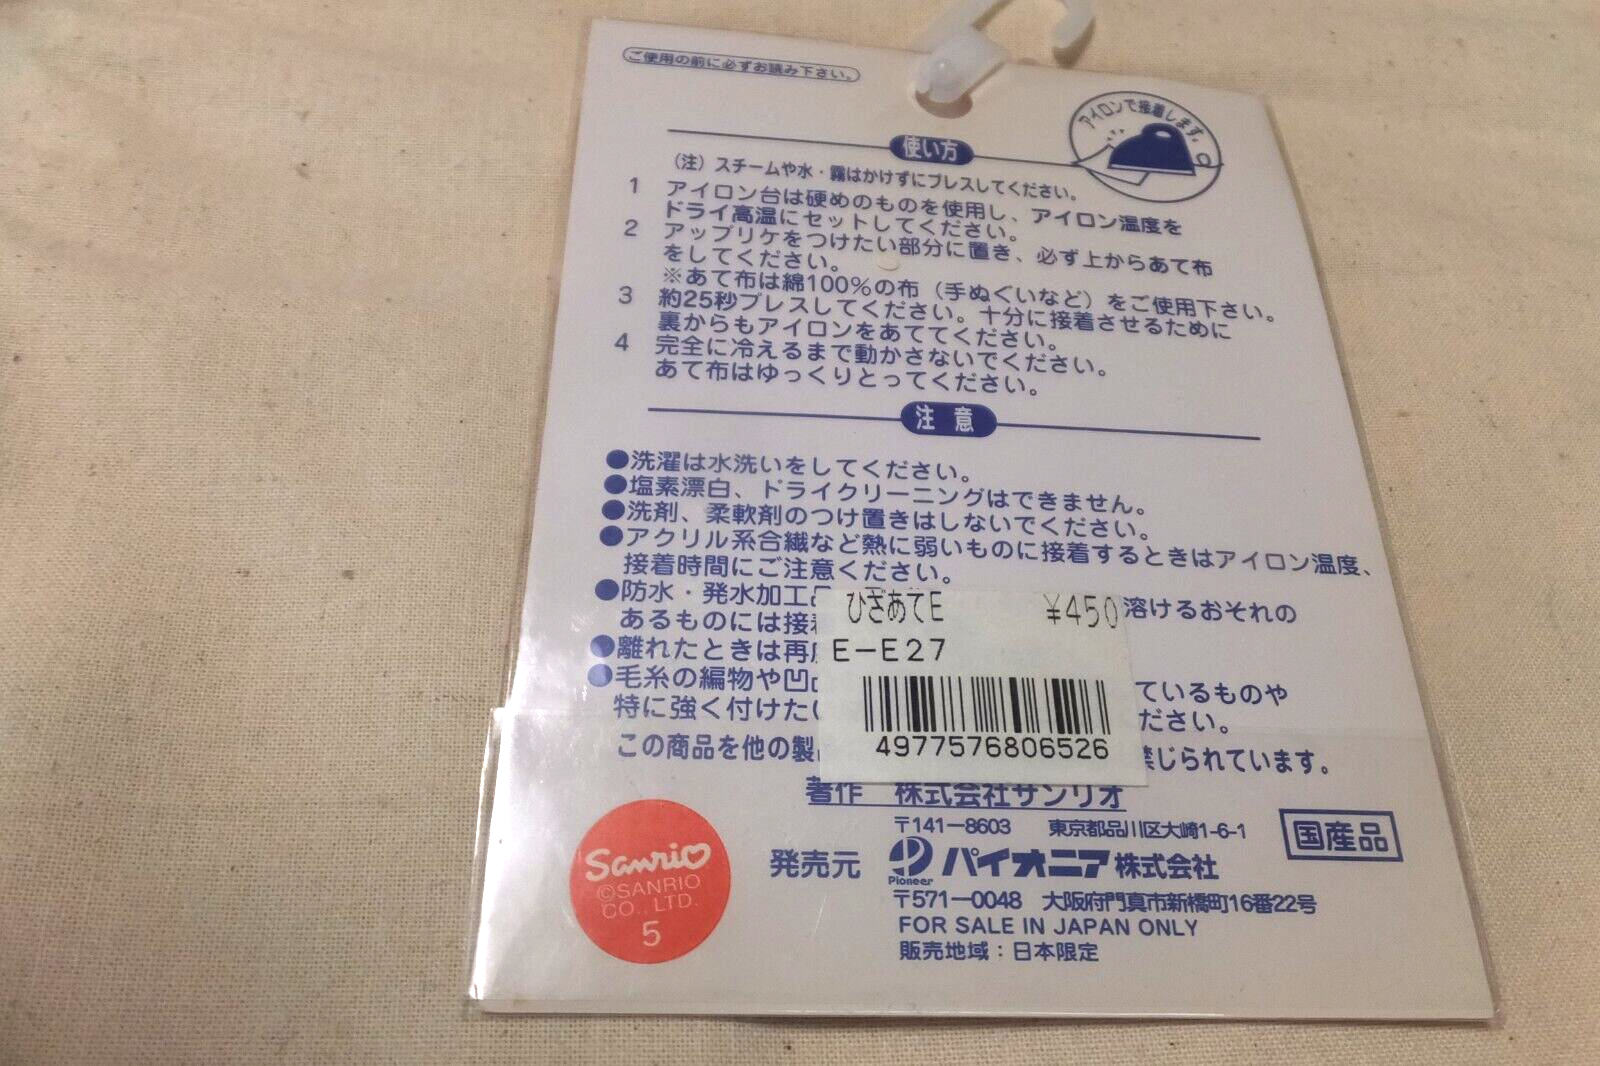 ご使用の前に必ずお読み下さい。
アイロンで接着します。
使い方
（注）スチームや水・霧はかけずにプレスしてください。
1 アイロン台は硬めのものを使用し、アイロン温度を
ドライ高温にセットしてください。
2 アップリケをつけたい部分に置き、必ず上からあて布
をしてください。
※あて布は綿100%の布（手ぬぐいなど）をご使用下さい。
3 約25秒プレスしてください。十分に接着させるために
裏からもアイロンをあててください。
4 完全に冷えるまで動かさないでください。
あて布はゆっくりとってください。
注意
●洗濯は水洗いをしてください。
●塩素漂白、ドライクリーニングはできません。
●洗剤、柔軟剤のつけ置きはしないでください。
●アクリル系合繊など熱に弱いものに接着するときはアイロン温度、
接着時間にご注意ください。
●防水・発水加工品 溶けるおそれの
あるものには接着
●離れたときは再
●毛糸の編物や凹凸 ているものや
特に強く付けたい ださい。
この商品を他の製 禁じられています。
ひざあてE ¥450
E-E27
4977576806526
著作 株式会社サンリオ
〒141-8603 東京都品川区大崎1-6-1
国産品
発売元 Pioneer パイオニア株式会社
〒571-0048 大阪府門真市新橋町16番22号
FOR SALE IN JAPAN ONLY
販売地域：日本限定
Sanrio
©SANRIO
CO., LTD.
5